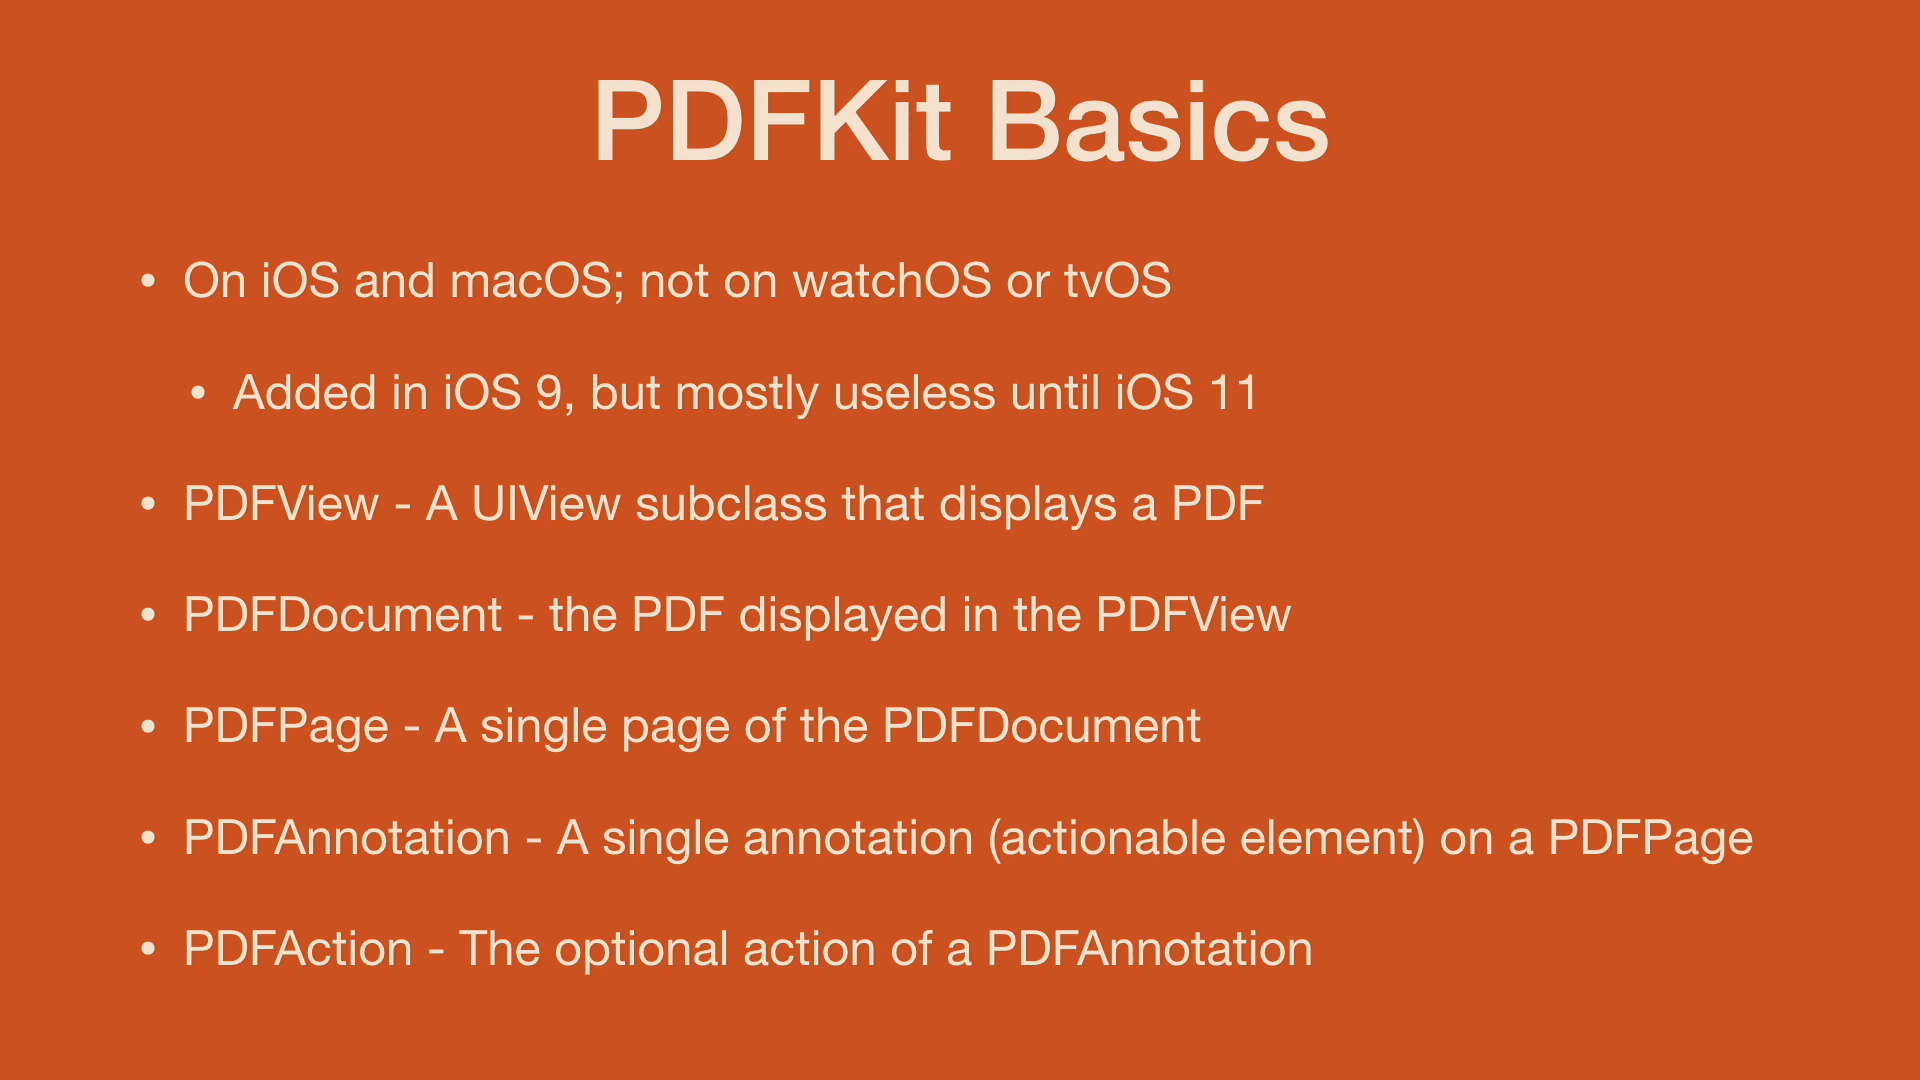 PDFKit Basics
• On iOS and macOS; not on watchOS or tvOS
• Added in iOS 9, but mostly useless until iOS 11
• PDFView - A UIView subclass that displays a PDF
• PDFDocument - the PDF displayed in the PDFView
• PDFPage - A single page of the PDFDocument
• PDFAnnotation - A single annotation (actionable element) on a PDFPage
• PDFAction - The optional action of a PDFAnnotation